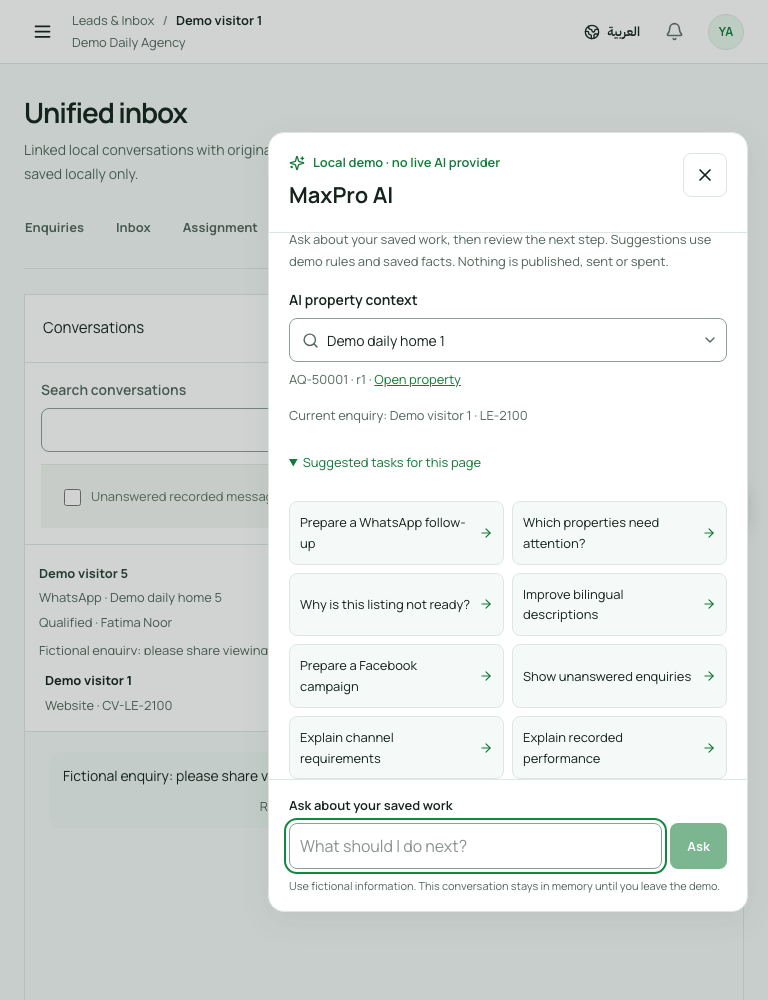 Leads & Inbox / Demo visitor 1
Demo Daily Agency
العربية
YA
Unified inbox
Linked local conversations with
saved locally only.
Enquiries Inbox Assignment
Conversations
Search conversations
Unanswered recorded
Demo visitor 5
WhatsApp · Demo daily home 5
Qualified · Fatima Noor
Fictional enquiry: please share viewing
Demo visitor 1
Website · CV-LE-2100
Fictional enquiry: please share
Local demo · no live AI provider
MaxPro AI
Ask about your saved work, then review the next step. Suggestions use
demo rules and saved facts. Nothing is published, sent or spent.
AI property context
Demo daily home 1
AQ-50001 · r1 · Open property
Current enquiry: Demo visitor 1 · LE-2100
Suggested tasks for this page
Prepare a WhatsApp follow-
up
Which properties need
attention?
Why is this listing not ready?
Improve bilingual
descriptions
Prepare a Facebook
campaign
Show unanswered enquiries
Explain channel
requirements
Explain recorded
performance
Ask about your saved work
What should I do next?
Ask
Use fictional information. This conversation stays in memory until you leave the demo.